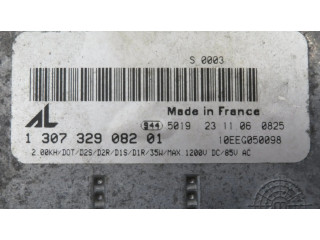 S 0003
AL
Made in France
944 5019 23 11 06 0825
1 307 329 082 01
10EEG050098
2.00KH/DOT/D2S/D2R/D1S/D1R/35W/MAX 1200V DC/85V AC